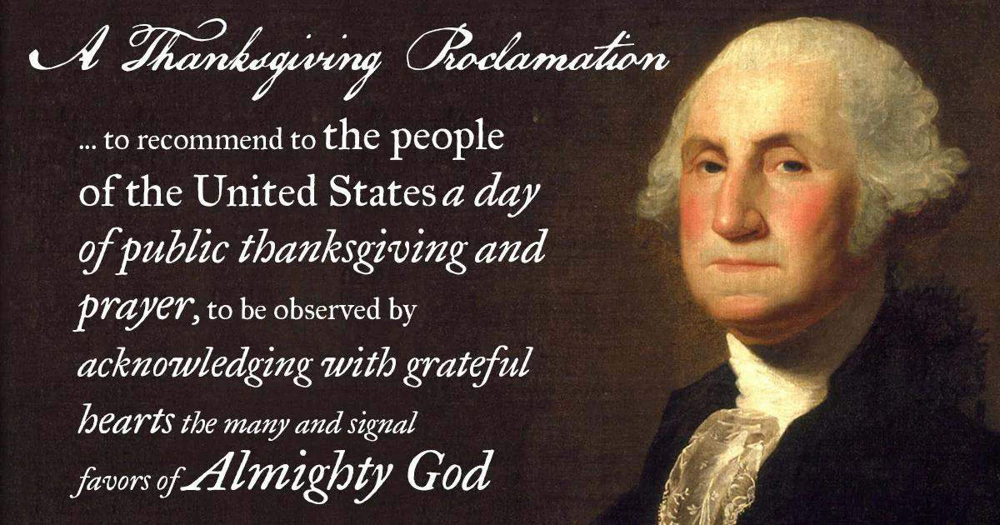 A Thanksgiving Proclamation
... to recommend to the people
of the United States a day
of public thanksgiving and
prayer, to be observed by
acknowledging with grateful
hearts the many and signal
favors of Almighty God